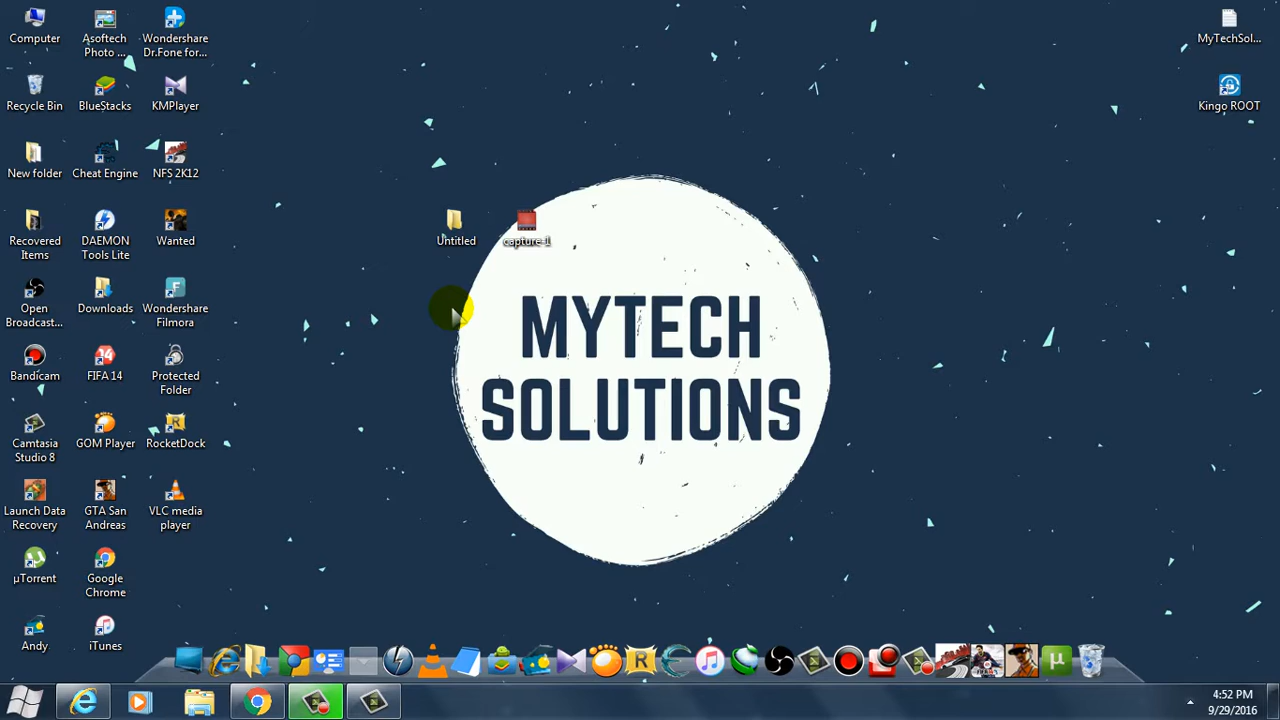 Computer
Asoftech
Photo ...
Wondershare
Dr.Fone for...
Recycle Bin
BlueStacks
KMPlayer
New folder
Cheat Engine
NFS 2K12
Recovered
Items
DAEMON
Tools Lite
Wanted
Open
Broadcast...
Downloads
Wondershare
Filmora
Bandicam
FIFA 14
Protected
Folder
Camtasia
Studio 8
GOM Player
RocketDock
Launch Data
Recovery
GTA San
Andreas
VLC media
player
µTorrent
Google
Chrome
Andy
iTunes
Untitled
capture-1
MYTECH
SOLUTIONS
MyTechSol...
Kingo ROOT
4:52 PM
9/29/2016